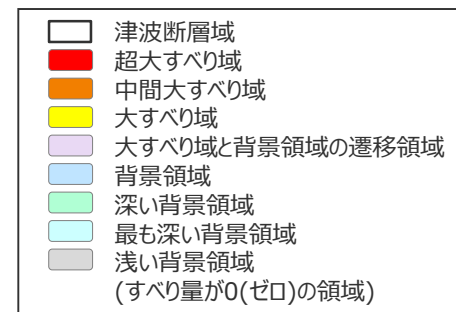 津波断層域
超大すべり域
中間大すべり域
大すべり域
大すべり域と背景領域の遷移領域
背景領域
深い背景領域
最も深い背景領域
浅い背景領域
(すべり量が0(ゼロ)の領域)